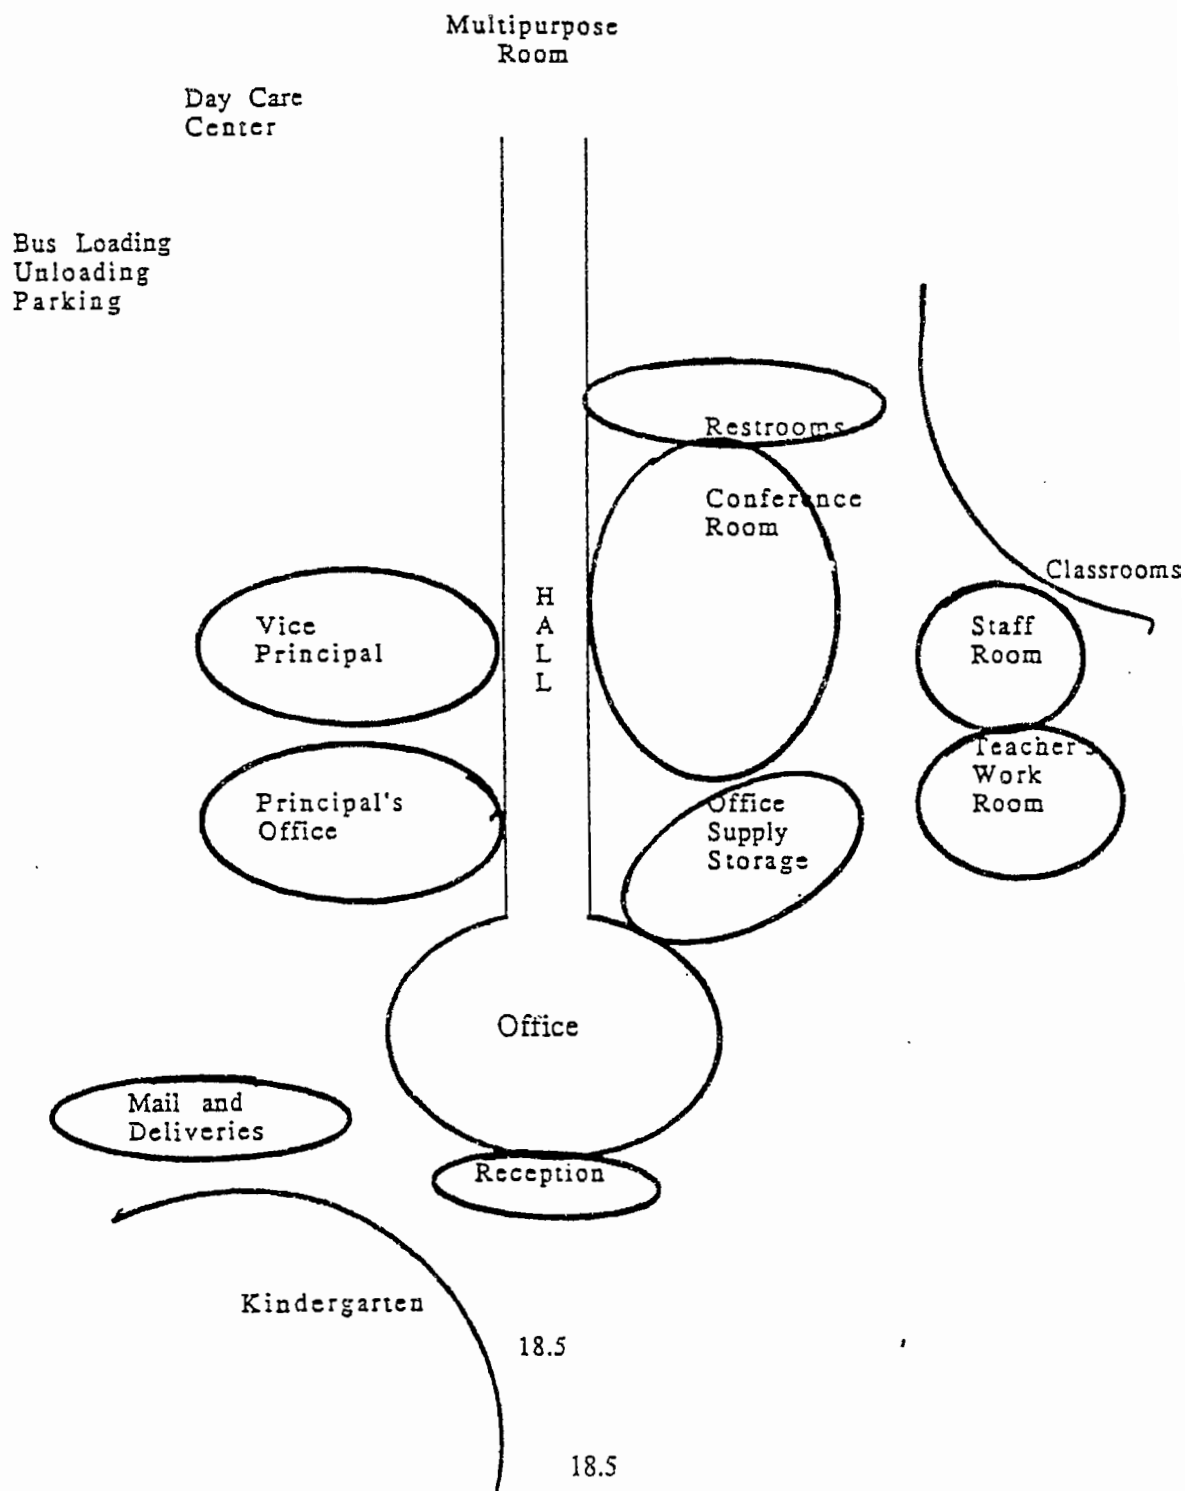 Multipurpose
Room
Day Care
Center
Bus Loading
Unloading
Parking
Restrooms
Conference
Room
Classrooms
H
A
L
L
Vice
Principal
Staff
Room
Teacher's
Work
Room
Principal's
Office
Office
Supply
Storage
Office
Mail and
Deliveries
Reception
Kindergarten
18.5
18.5